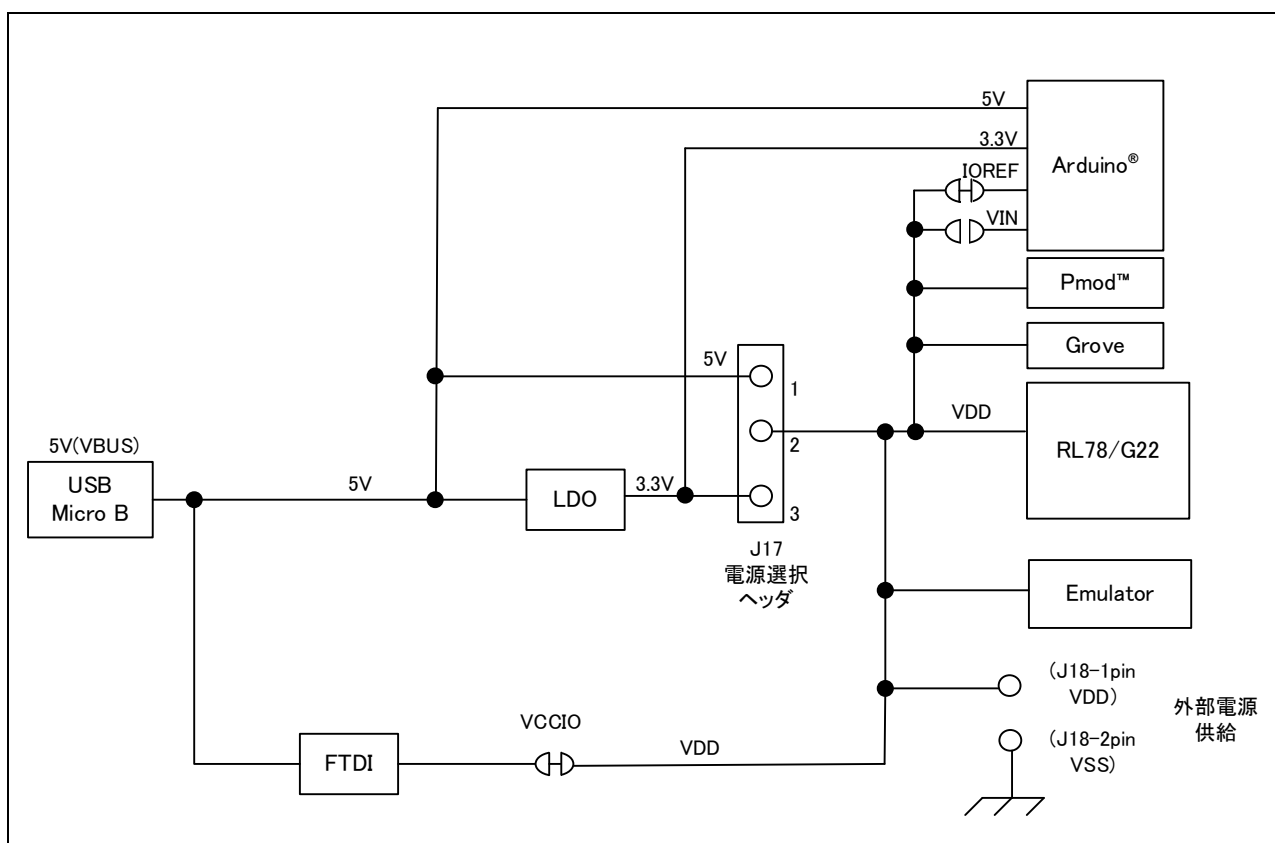 5V
3.3V
IOREF
VIN
Arduino®
Pmod™
Grove
5V
1
2
3
VDD
RL78/G22
5V(VBUS)
USB
Micro B
5V
LDO
3.3V
J17
電源選択
ヘッダ
Emulator
(J18-1pin
VDD)
外部電源
供給
(J18-2pin
VSS)
VCCIO
VDD
FTDI